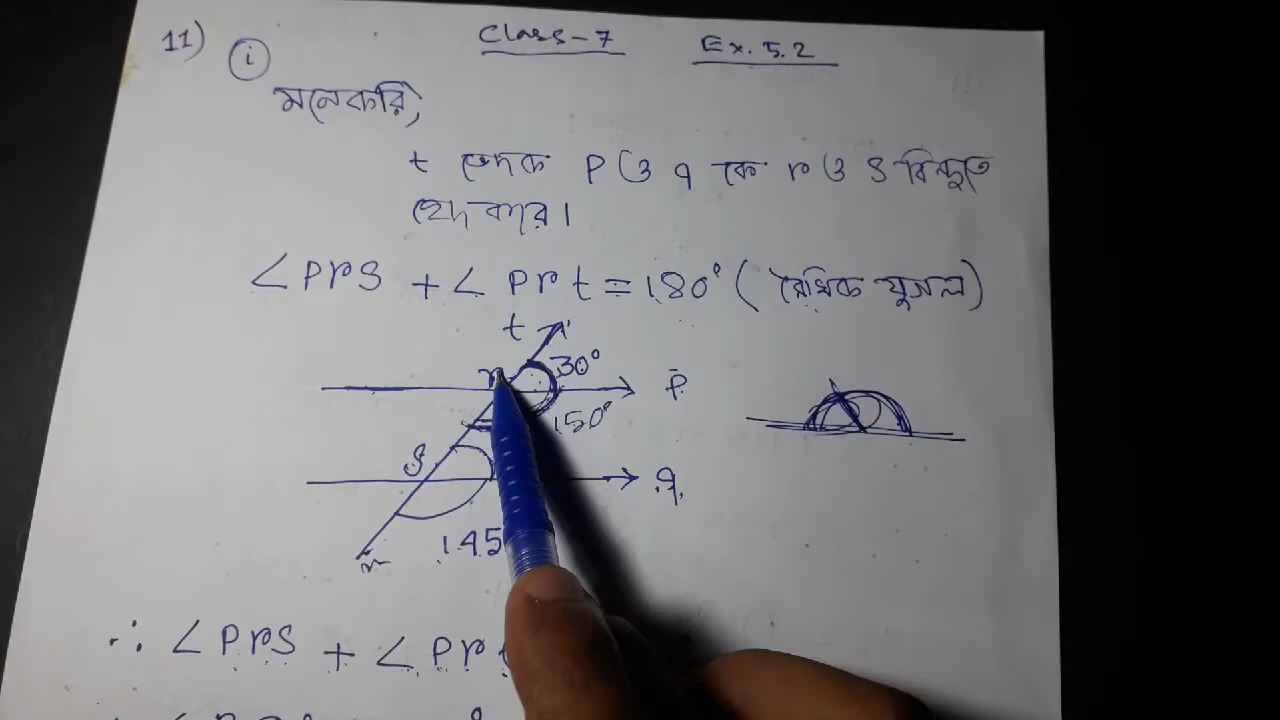 11) i Class-7 Ex. 5.2
মনেকরি,
t ছেদক P ও q কে r ও s বিন্দুতে
ছেদ করে।
∠prs + ∠prt = 180° (রৈখিক যুগল)
t
30°
r
P
150°
s
q
145
∴ ∠prs + ∠pr